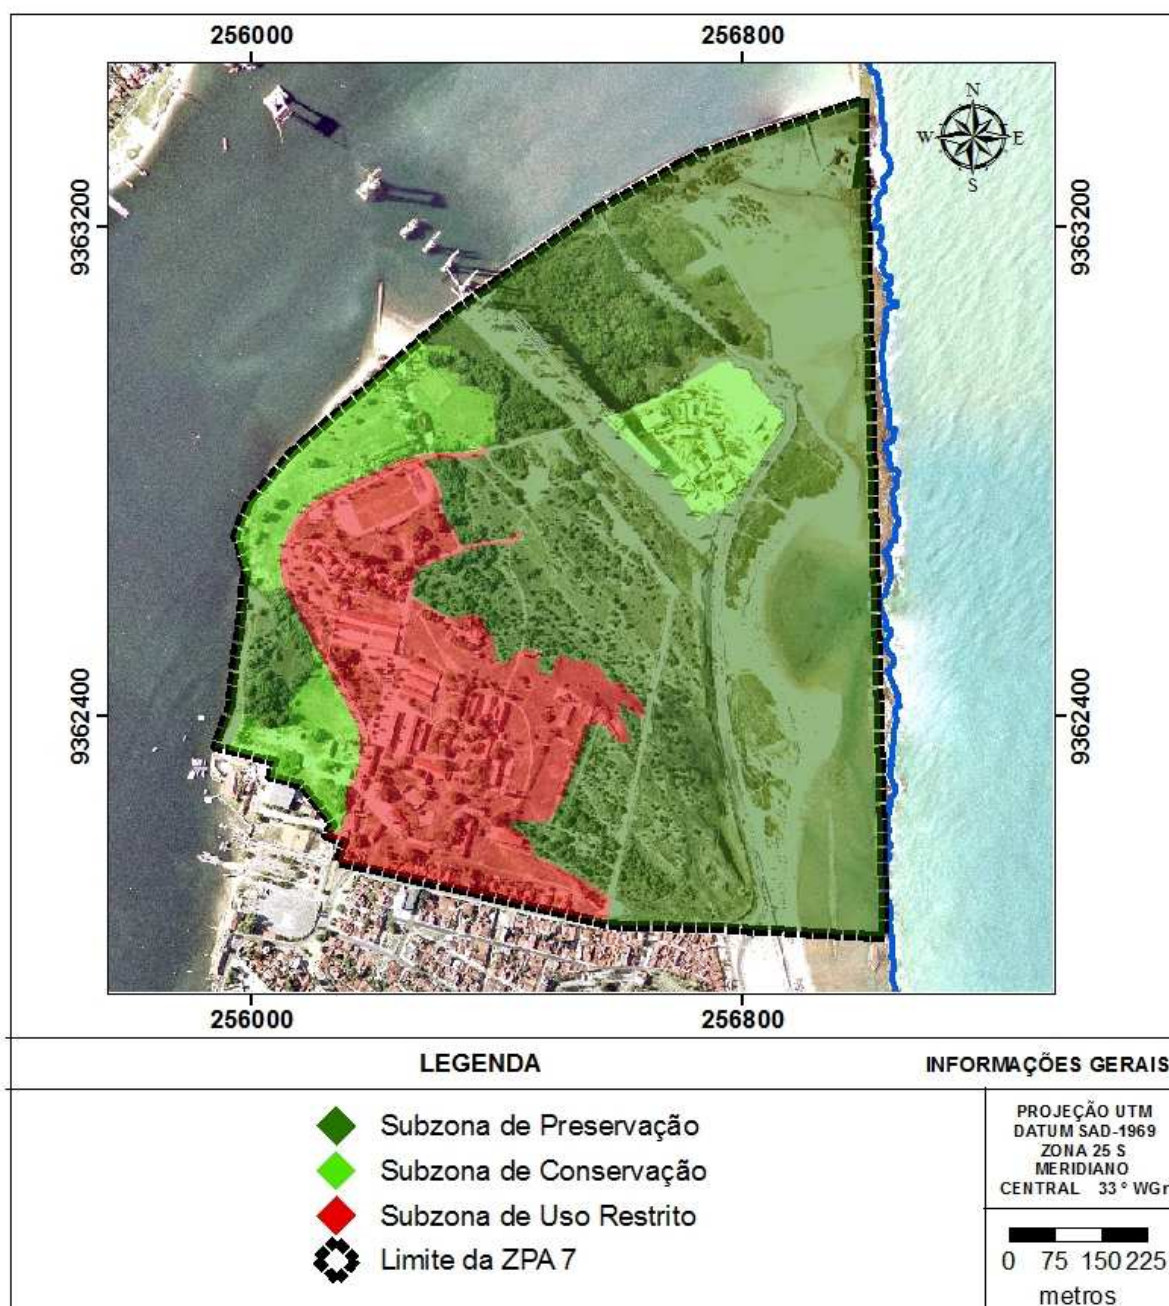 256000
256800
N
W
E
S
9363200
9363200
9362400
9362400
256000
256800
LEGENDA
INFORMAÇÕES GERAIS
Subzona de Preservação
Subzona de Conservação
Subzona de Uso Restrito
Limite da ZPA 7
PROJEÇÃO UTM
DATUM SAD-1969
ZONA 25 S
MERIDIANO
CENTRAL 33 ° WGr
0 75 150 225
metros